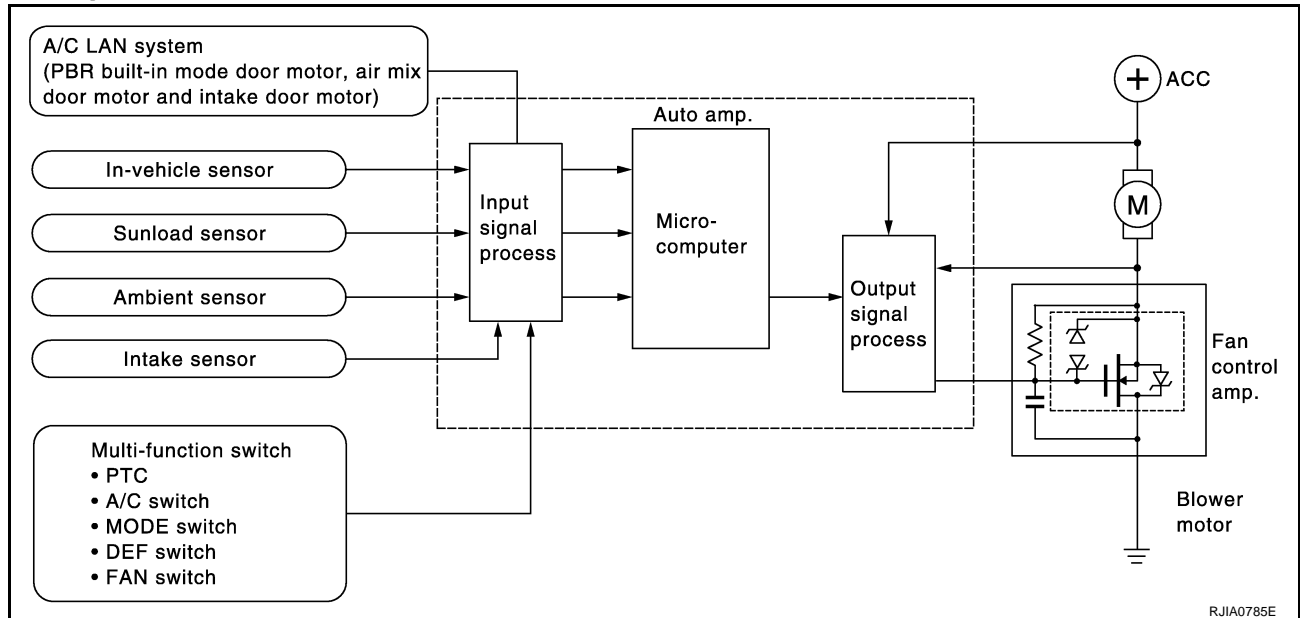 A/C LAN system
(PBR built-in mode door motor, air mix
door motor and intake door motor)
In-vehicle sensor
Sunload sensor
Ambient sensor
Intake sensor
Multi-function switch
• PTC
• A/C switch
• MODE switch
• DEF switch
• FAN switch
Auto amp.
Input
signal
process
Micro-
computer
Output
signal
process
+
ACC
M
Fan
control
amp.
Blower
motor
RJIA0785E